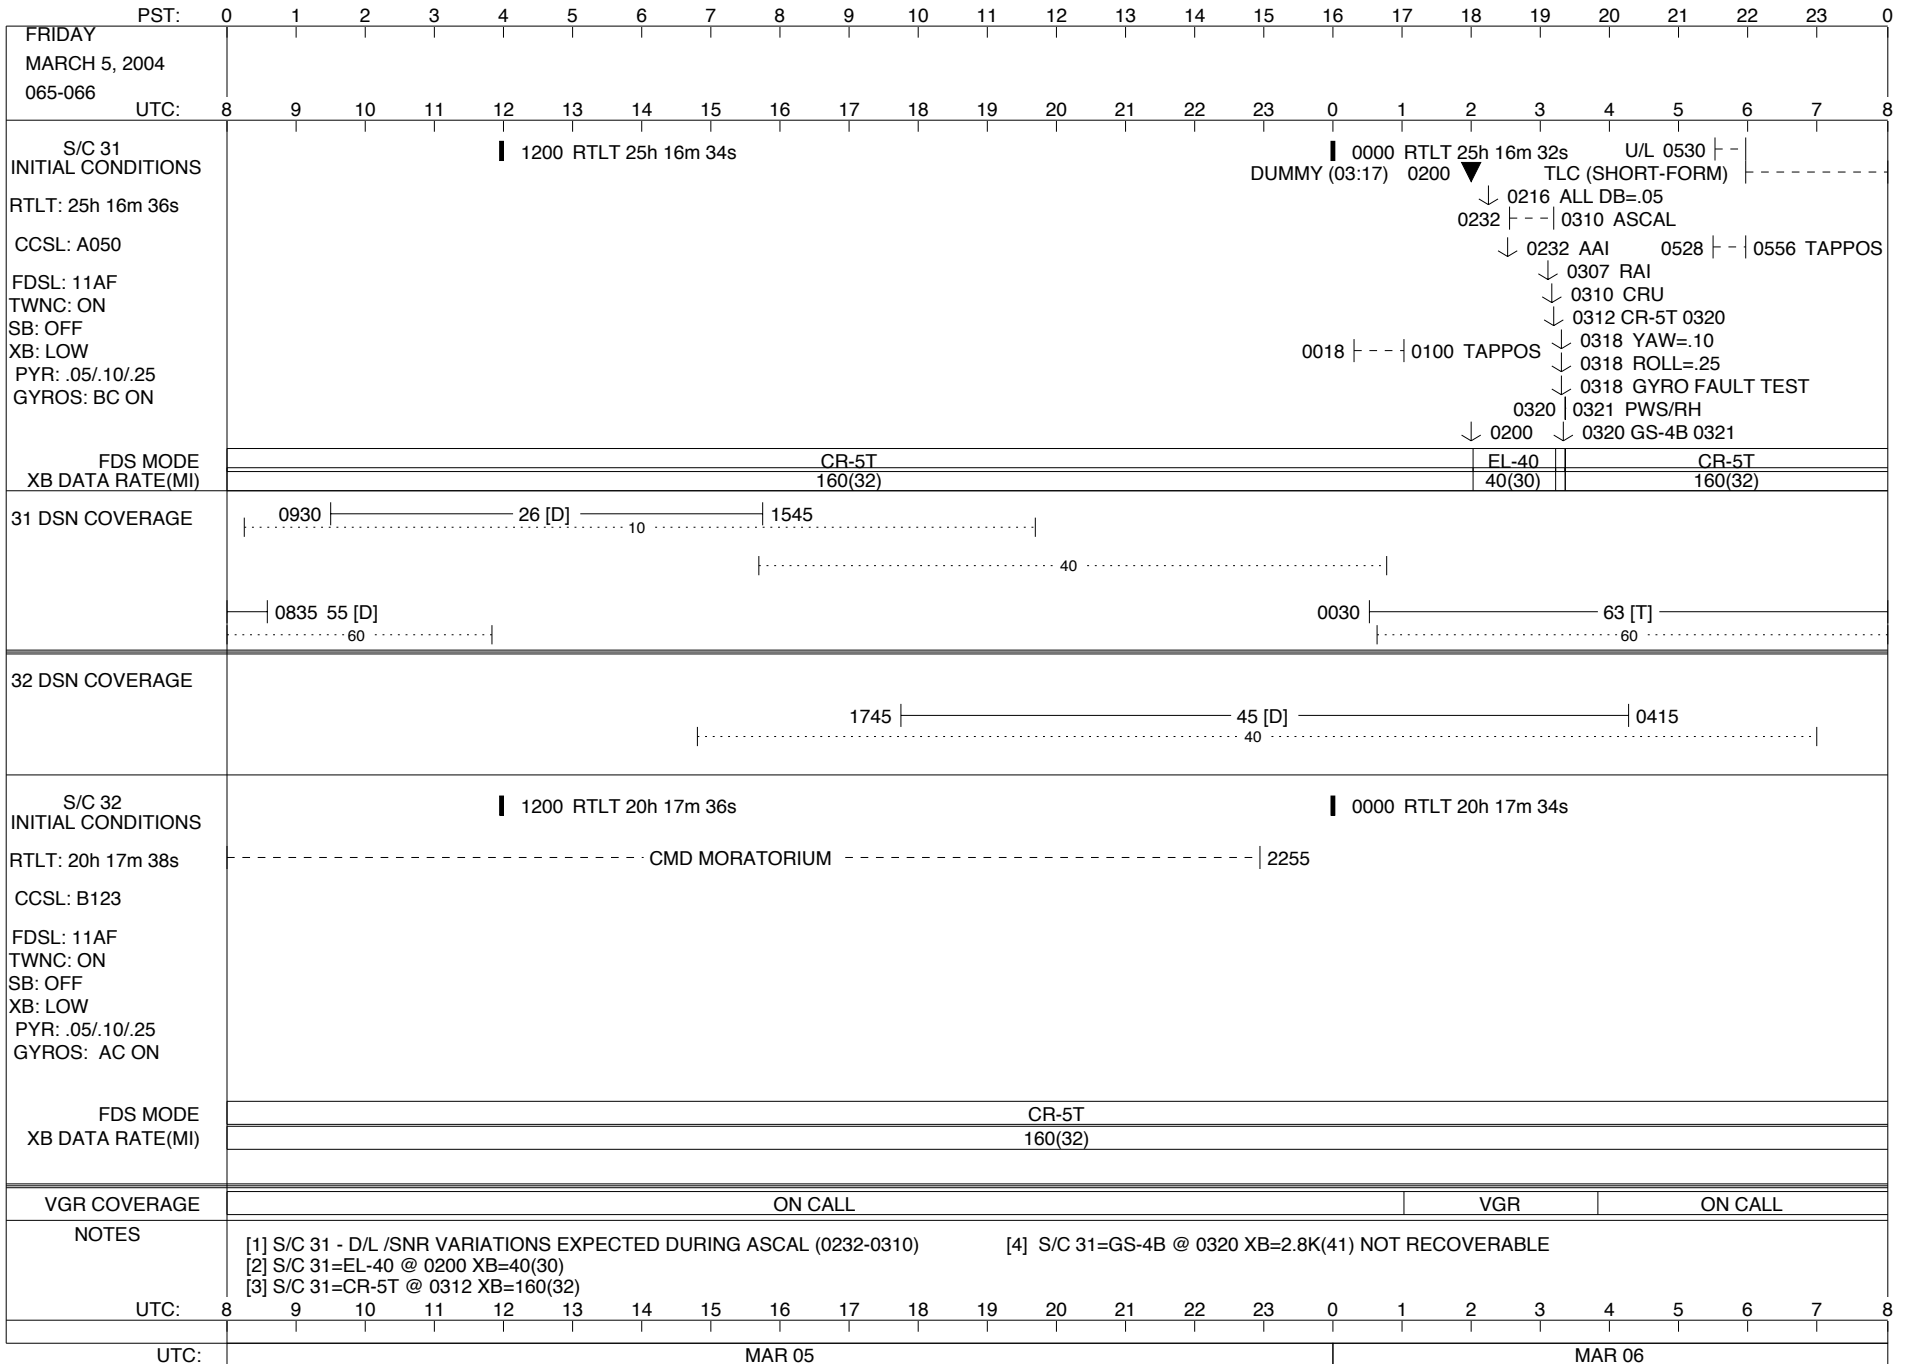 PST: 0 1 2 3 4 5 6 7 8 9 10 11 12 13 14 15 16 17 18 19 20 21 22 23 0
FRIDAY
MARCH 5, 2004
065-066
UTC: 8 9 10 11 12 13 14 15 16 17 18 19 20 21 22 23 0 1 2 3 4 5 6 7 8
S/C 31
INITIAL CONDITIONS
RTLT: 25h 16m 36s
CCSL: A050
FDSL: 11AF
TWNC: ON
SB: OFF
XB: LOW
PYR: .05/.10/.25
GYROS: BC ON
1200 RTLT 25h 16m 34s
0000 RTLT 25h 16m 32s
U/L 0530
DUMMY (03:17) 0200
TLC (SHORT-FORM)
0216 ALL DB=.05
0232 0310 ASCAL
0232 AAI
0528 0556 TAPPOS
0307 RAI
0310 CRU
0312 CR-5T 0320
0318 YAW=.10
0018 0100 TAPPOS
0318 ROLL=.25
0318 GYRO FAULT TEST
0320 0321 PWS/RH
0200
0320 GS-4B 0321
FDS MODE CR-5T EL-40 CR-5T
XB DATA RATE(MI) 160(32) 40(30) 160(32)
31 DSN COVERAGE
0930 26 [D] 1545
10
40
0835 55 [D]
60
0030 63 [T]
60
32 DSN COVERAGE
1745 45 [D] 0415
40
S/C 32
INITIAL CONDITIONS
RTLT: 20h 17m 38s
CCSL: B123
FDSL: 11AF
TWNC: ON
SB: OFF
XB: LOW
PYR: .05/.10/.25
GYROS: AC ON
1200 RTLT 20h 17m 36s
0000 RTLT 20h 17m 34s
CMD MORATORIUM 2255
FDS MODE CR-5T
XB DATA RATE(MI) 160(32)
VGR COVERAGE ON CALL VGR ON CALL
NOTES
[1] S/C 31 - D/L /SNR VARIATIONS EXPECTED DURING ASCAL (0232-0310)
[2] S/C 31=EL-40 @ 0200 XB=40(30)
[3] S/C 31=CR-5T @ 0312 XB=160(32)
[4] S/C 31=GS-4B @ 0320 XB=2.8K(41) NOT RECOVERABLE
UTC: 8 9 10 11 12 13 14 15 16 17 18 19 20 21 22 23 0 1 2 3 4 5 6 7 8
UTC: MAR 05 MAR 06